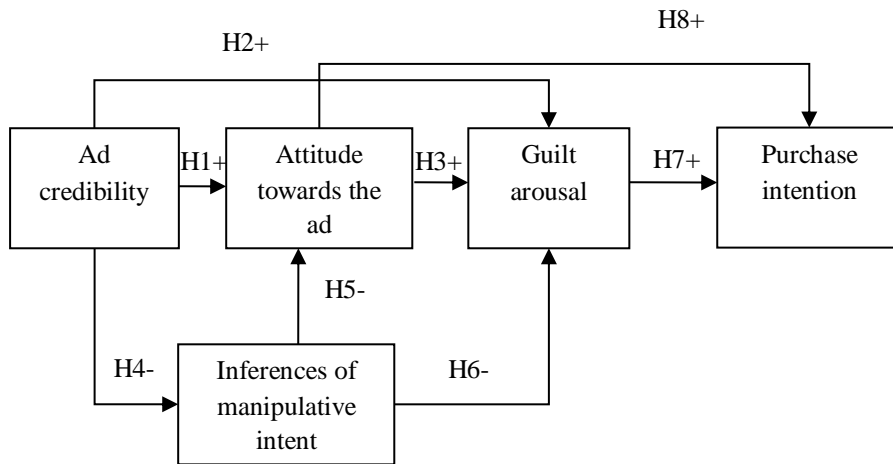 H2+
H8+
Ad
credibility
H1+
Attitude
towards the
ad
H3+
Guilt
arousal
H7+
Purchase
intention
H5-
H4-
Inferences of
manipulative
intent
H6-